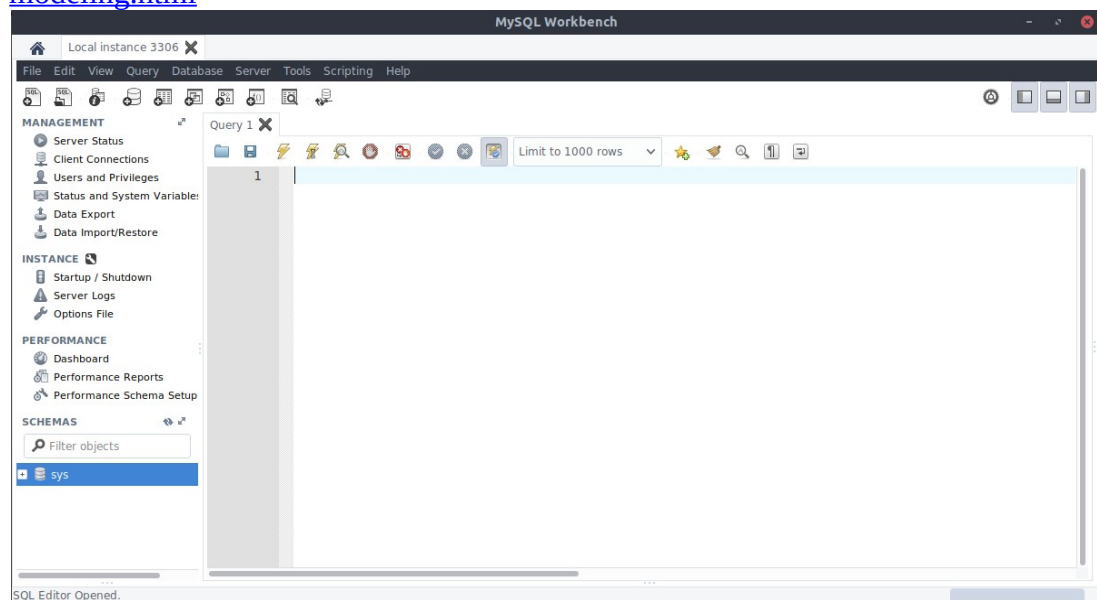 modeling.html
MySQL Workbench
Local instance 3306
File Edit View Query Database Server Tools Scripting Help
MANAGEMENT
Server Status
Client Connections
Users and Privileges
Status and System Variables
Data Export
Data Import/Restore
INSTANCE
Startup / Shutdown
Server Logs
Options File
PERFORMANCE
Dashboard
Performance Reports
Performance Schema Setup
SCHEMAS
Filter objects
sys
Query 1
Limit to 1000 rows
1
SQL Editor Opened.